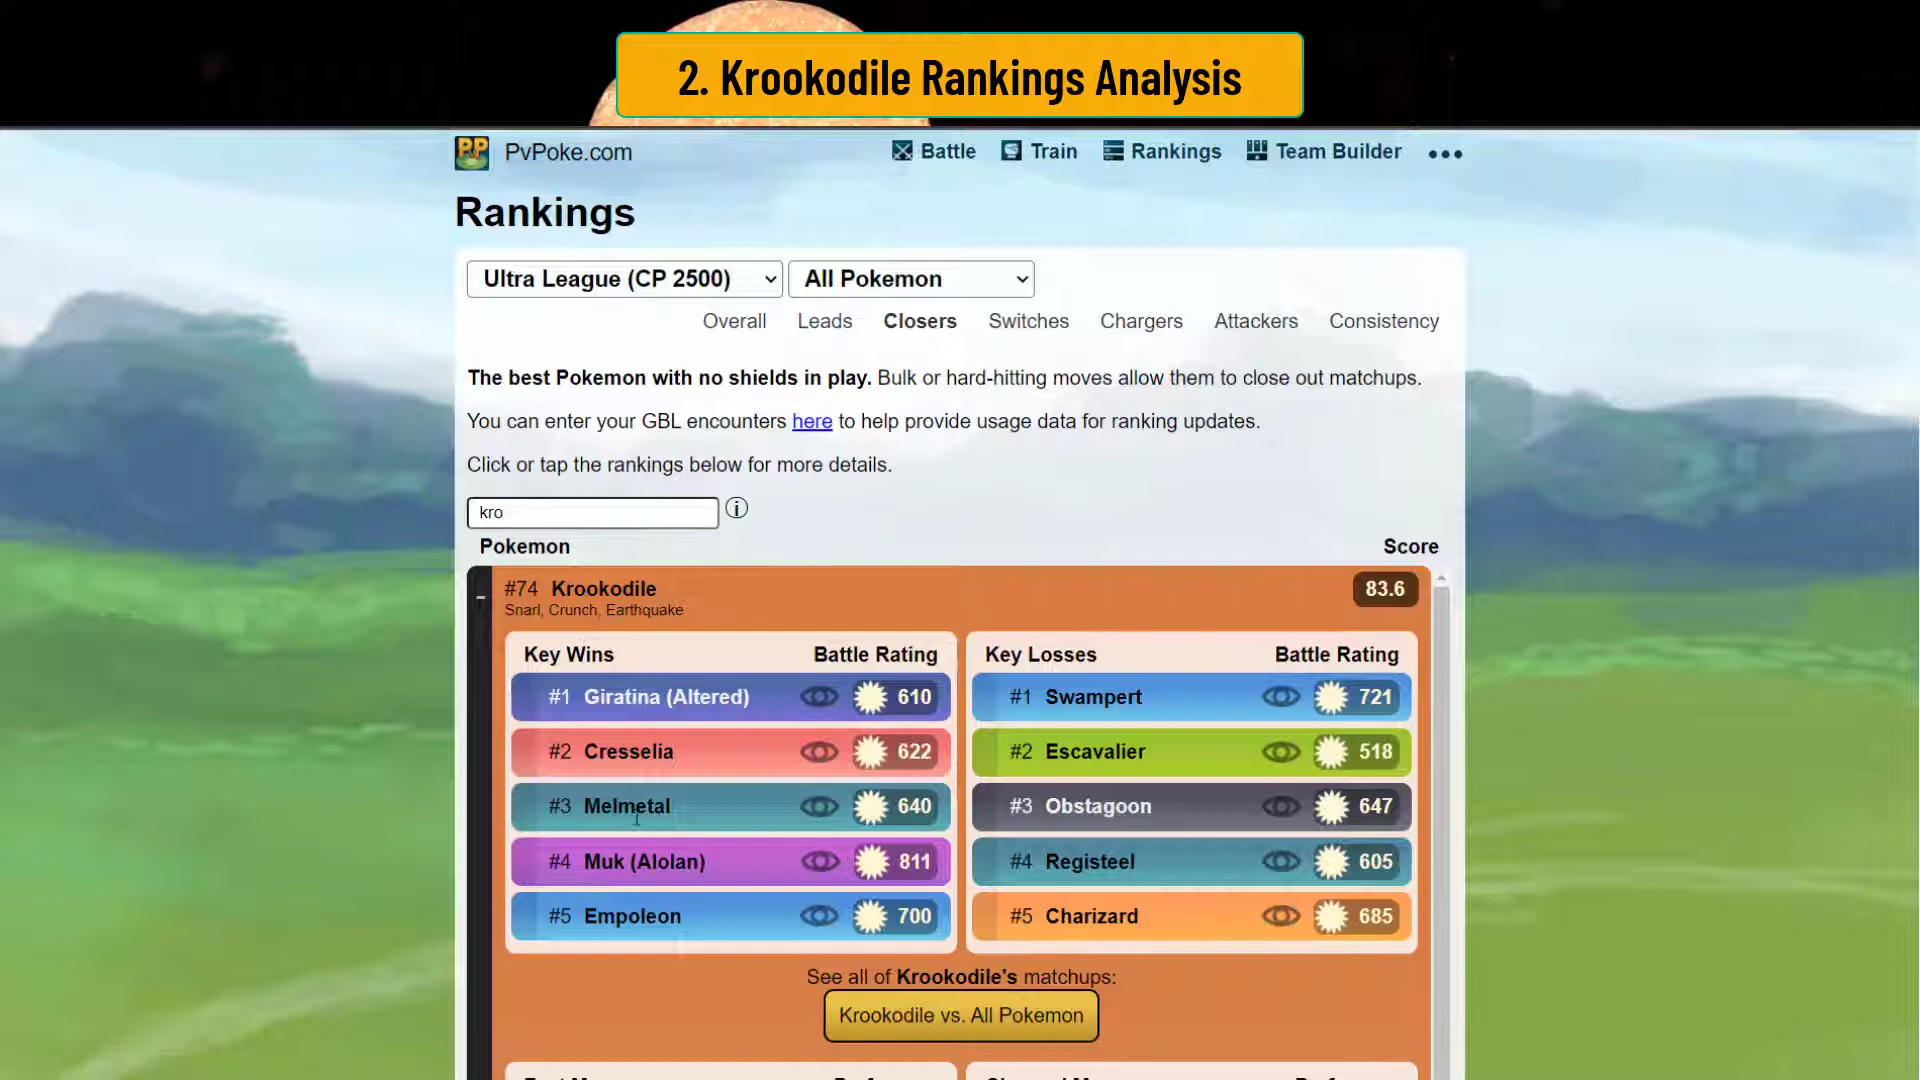 2. Krookodile Rankings Analysis
PvPoke.com
Battle
Train
Rankings
Team Builder
Rankings
Ultra League (CP 2500)
All Pokemon
Overall
Leads
Closers
Switches
Chargers
Attackers
Consistency
The best Pokemon with no shields in play. Bulk or hard-hitting moves allow them to close out matchups.
You can enter your GBL encounters here to help provide usage data for ranking updates.
Click or tap the rankings below for more details.
kro
Pokemon
Score
#74 Krookodile
83.6
Snarl, Crunch, Earthquake
Key Wins
Battle Rating
#1 Giratina (Altered)
610
#2 Cresselia
622
#3 Melmetal
640
#4 Muk (Alolan)
811
#5 Empoleon
700
Key Losses
Battle Rating
#1 Swampert
721
#2 Escavalier
518
#3 Obstagoon
647
#4 Registeel
605
#5 Charizard
685
See all of Krookodile's matchups:
Krookodile vs. All Pokemon